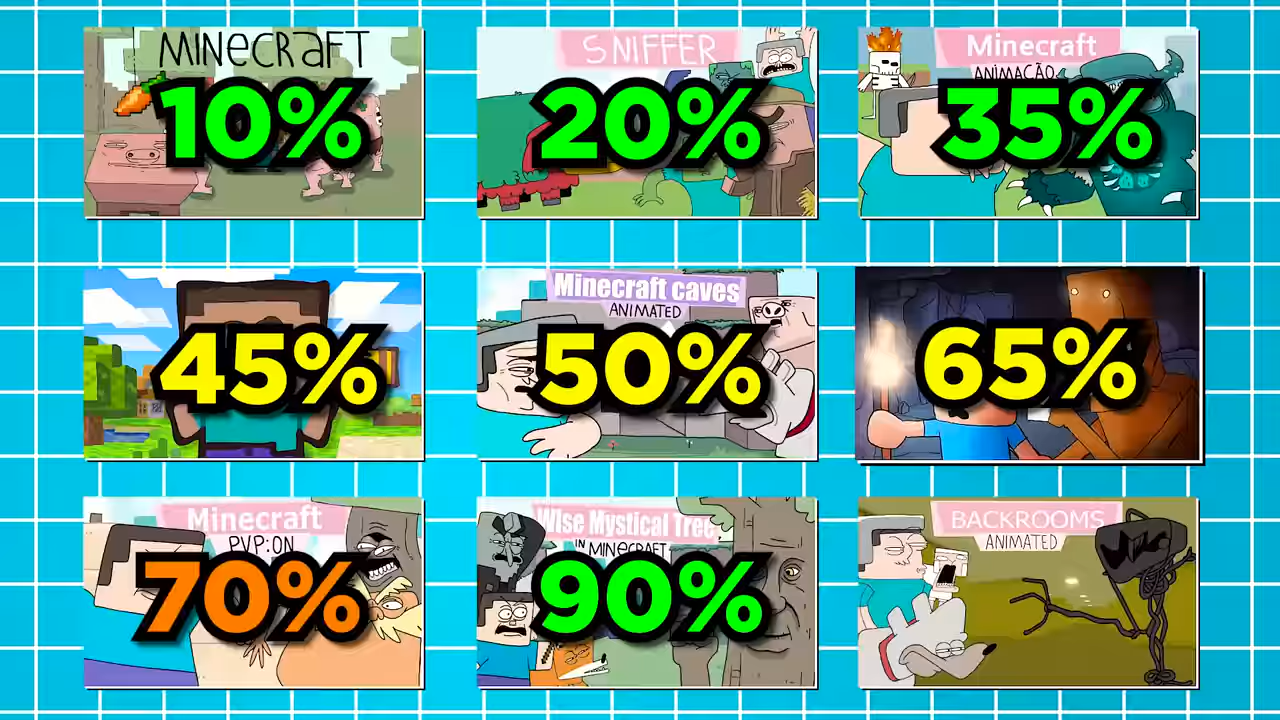 MINecRaFT
10%
SNIFFER
20%
Minecraft
ANIMAÇÃO
35%
45%
Minecraft caves
ANIMATED
50%
65%
Minecraft
PVP:ON
70%
WIse Mystical Tree
IN MINECRAFT
90%
BACKROOMS
ANIMATED